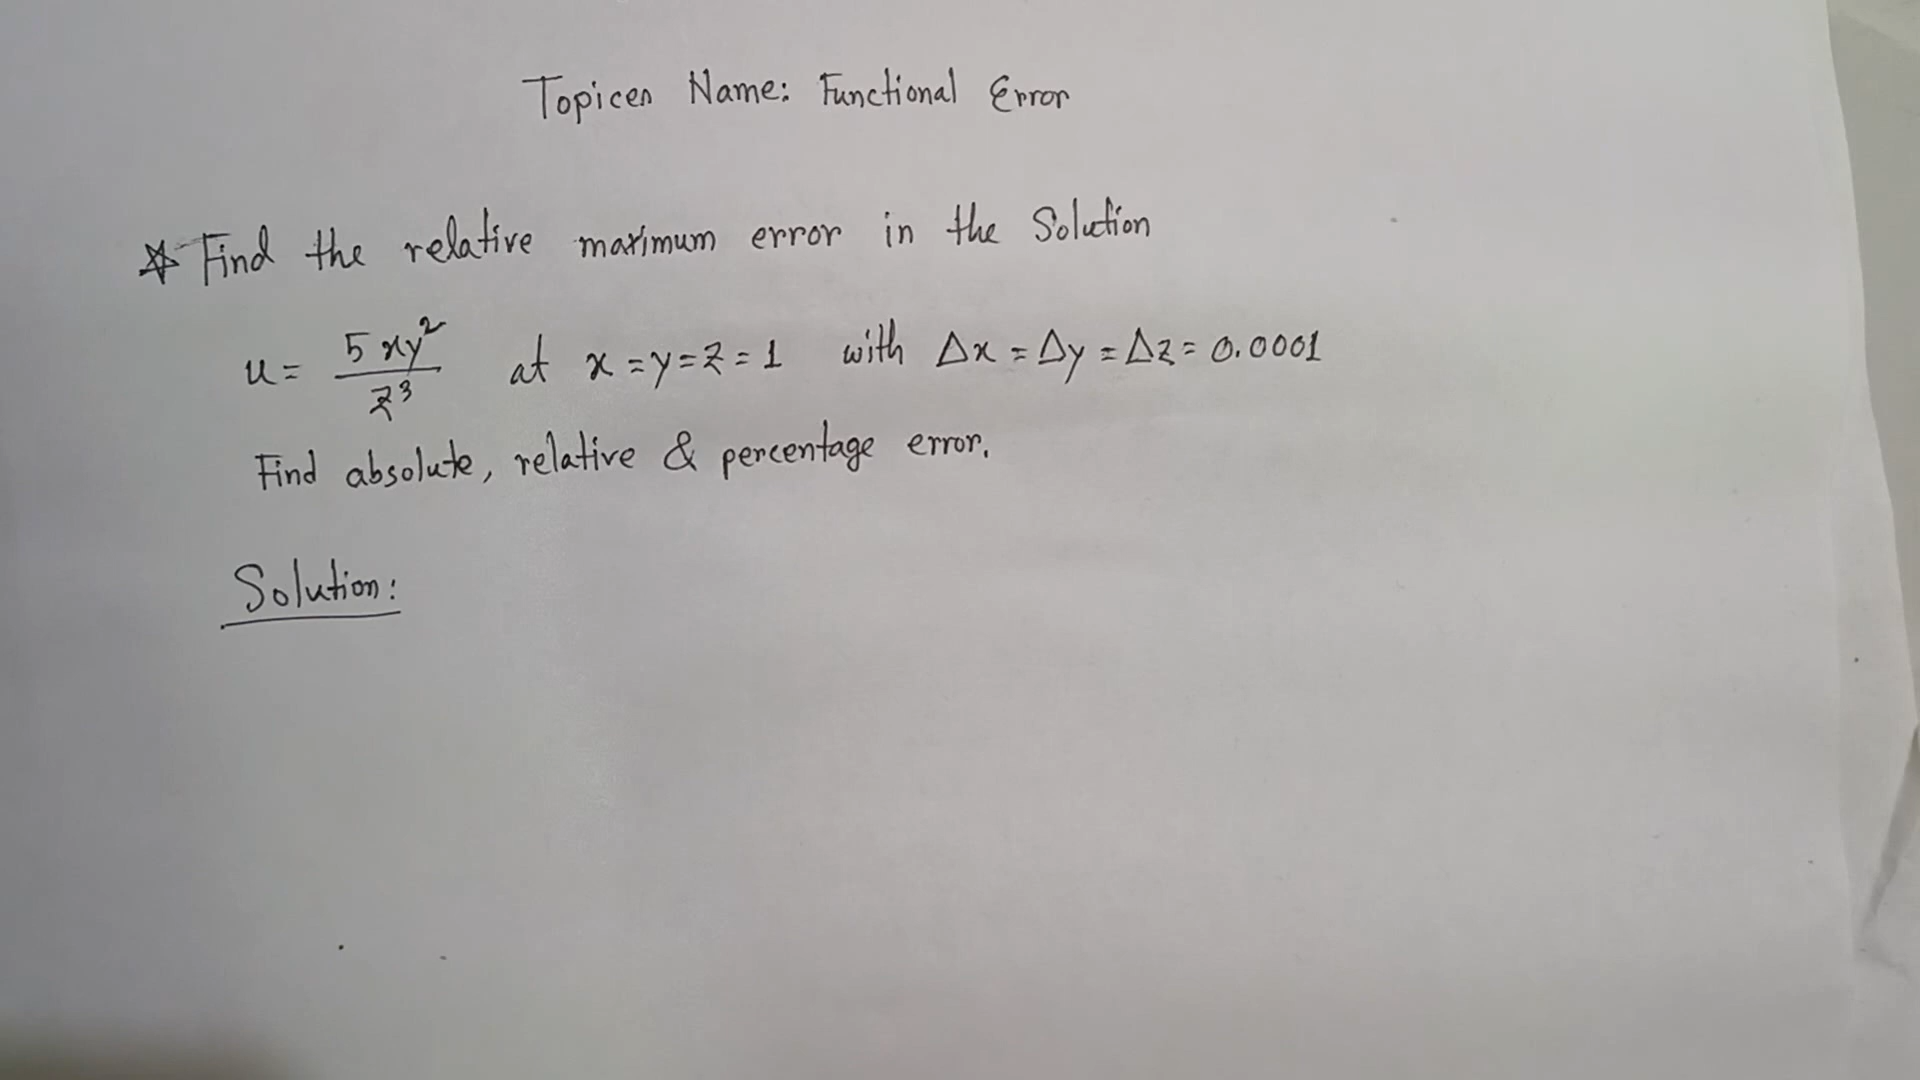 Topices Name: Functional Error
☆ Find the relative maximum error in the Solution
u = 5xy²/z³ at x = y = z = 1 with Δx = Δy = Δz = 0.0001
Find absolute, relative & percentage error.
Solution: